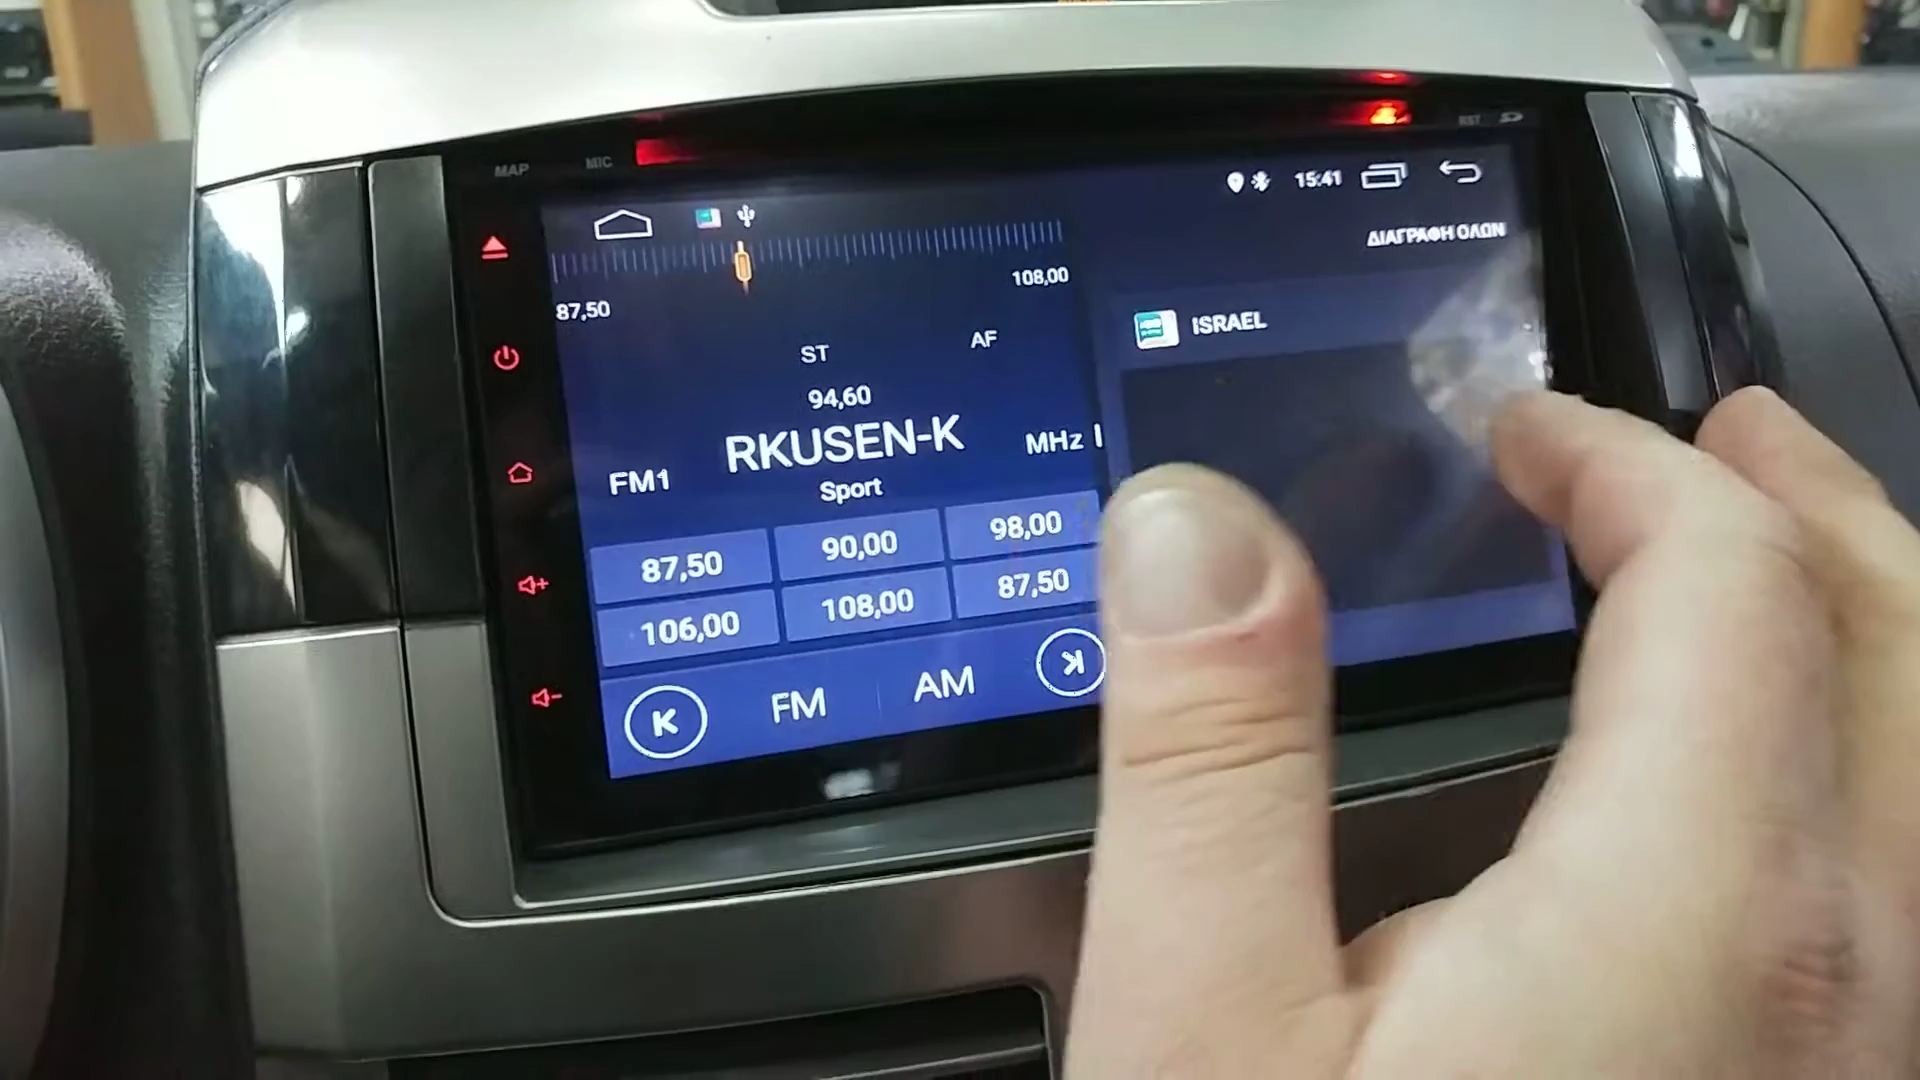 MAP
MIC
RST
15:41
87,50
108,00
ΔΙΑΓΡΑΦΗ ΟΛΩΝ
ISRAEL
ST
AF
94,60
RKUSEN-K
MHz
FM1
Sport
87,50
90,00
98,00
106,00
108,00
87,50
FM
AM